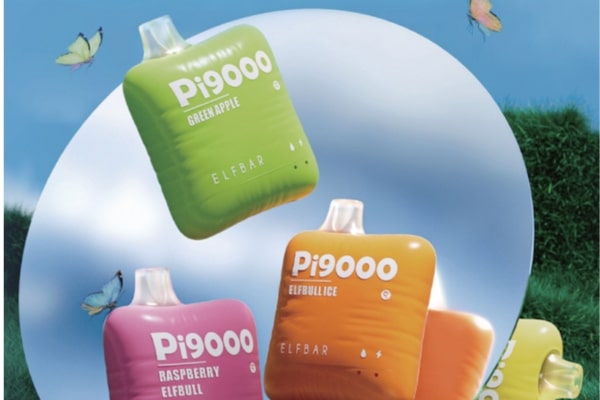 Pi9000
GREEN APPLE
ELFBAR
Pi9000
ELFBULL ICE
ELFBAR
Pi9000
RASPBERRY
ELFBULL